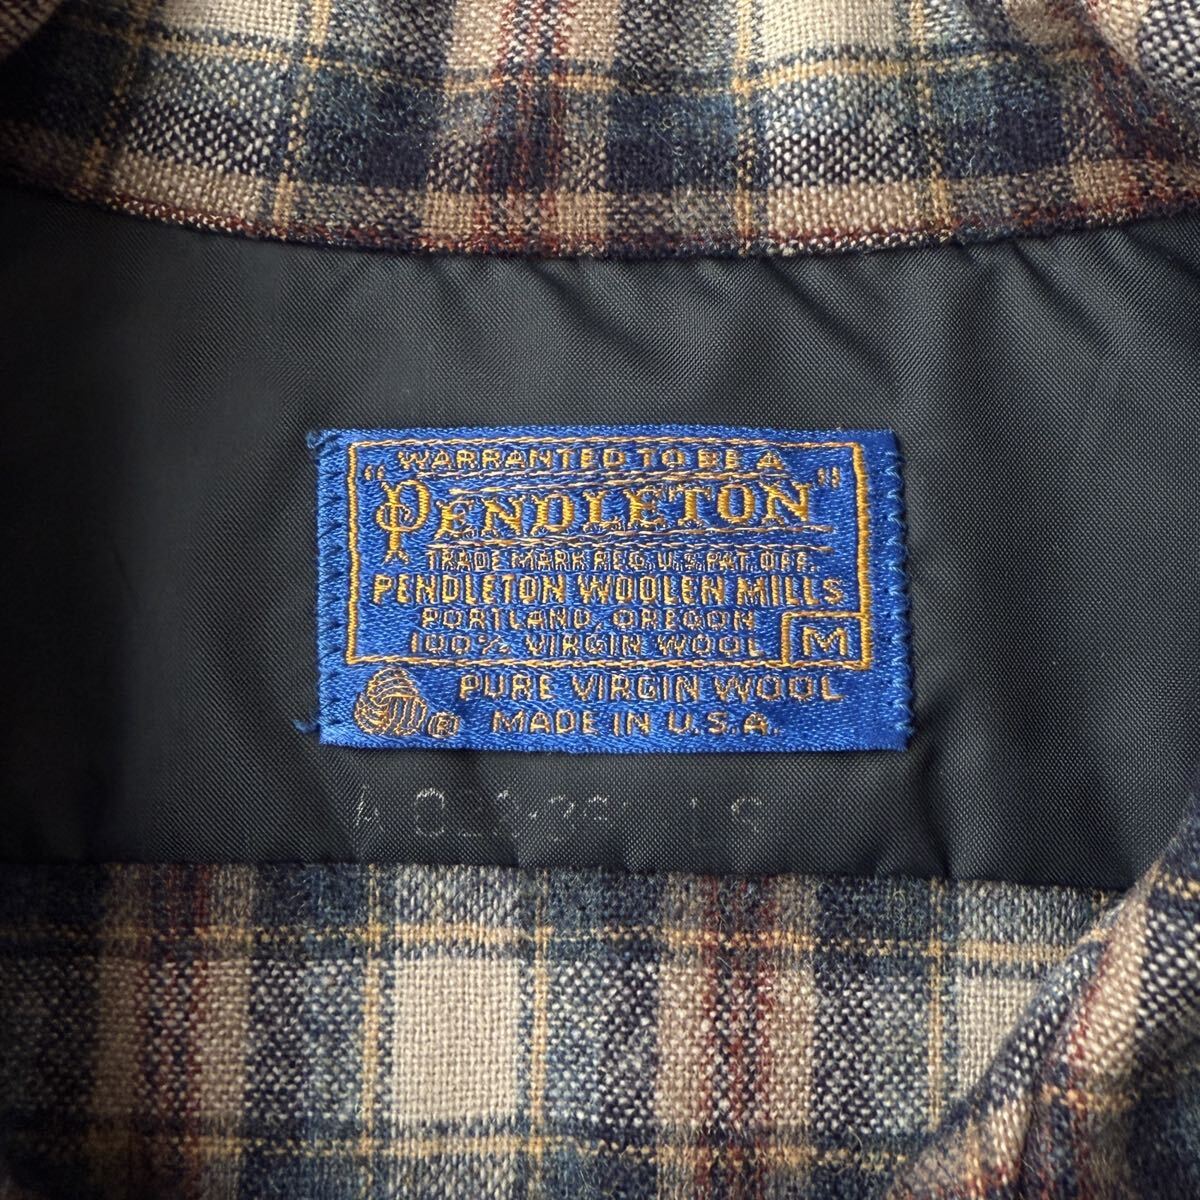 WARRANTED TO BE A
"PENDLETON"
TRADE MARK REG. U.S. PAT. OFF.
PENDLETON WOOLEN MILLS
PORTLAND, OREGON
100% VIRGIN WOOL
M
PURE VIRGIN WOOL
® MADE IN U.S.A.